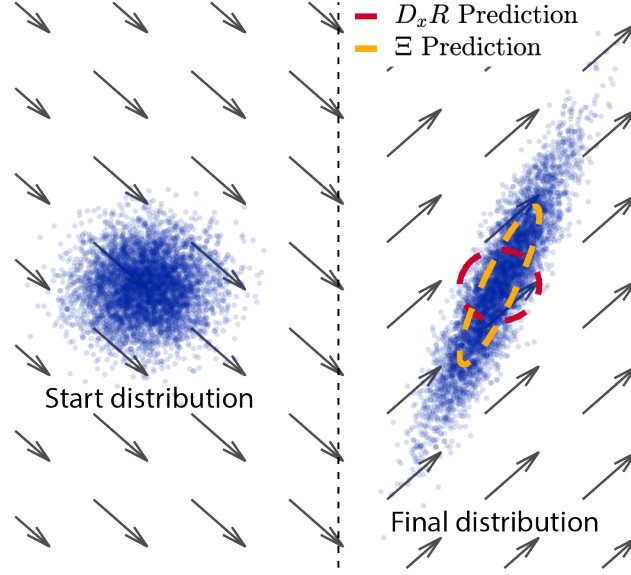 D_xR Prediction
Ξ Prediction
Start distribution
Final distribution